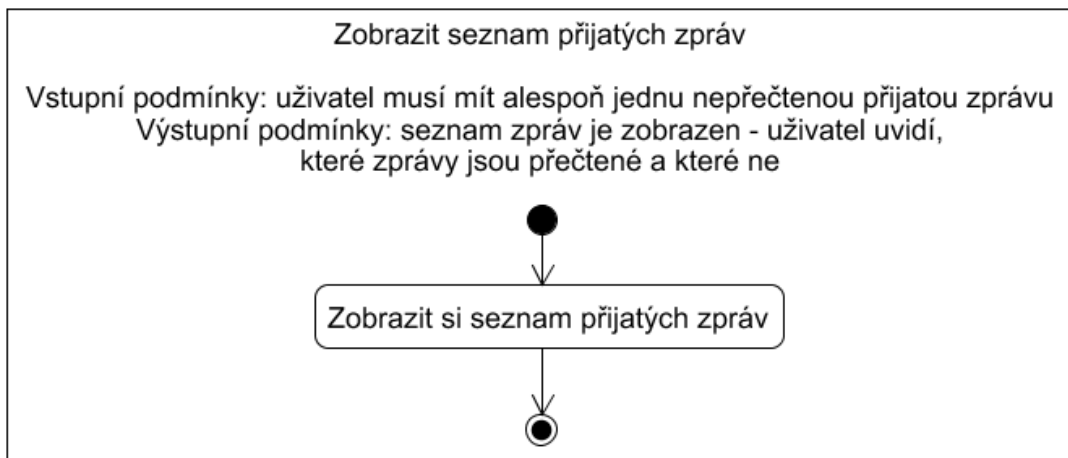 Zobrazit seznam přijatých zpráv
Vstupní podmínky: uživatel musí mít alespoň jednu nepřečtenou přijatou zprávu
Výstupní podmínky: seznam zpráv je zobrazen - uživatel uvidí,
které zprávy jsou přečtené a které ne
Zobrazit si seznam přijatých zpráv